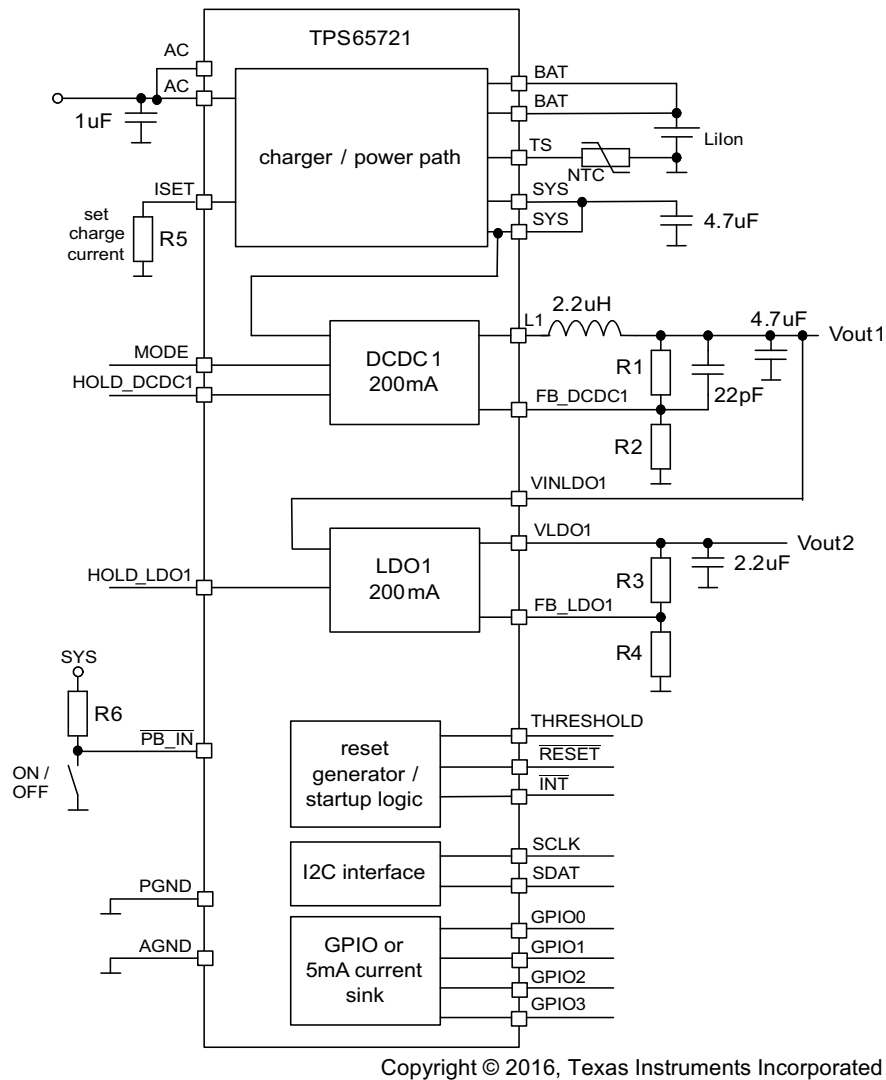 TPS65721
AC
AC
1uF
charger / power path
BAT
BAT
LiIon
TS
NTC
ISET
SYS
SYS
set
charge
current
R5
4.7uF
L1
2.2uH
4.7uF
Vout1
MODE
HOLD_DCDC1
DCDC1
200mA
R1
22pF
FB_DCDC1
R2
VINLDO1
VLDO1
Vout2
HOLD_LDO1
LDO1
200mA
2.2uF
R3
FB_LDO1
R4
SYS
R6
PB_IN
ON /
OFF
reset
generator /
startup logic
THRESHOLD
RESET
INT
I2C interface
SCLK
SDAT
PGND
AGND
GPIO or
5mA current
sink
GPIO0
GPIO1
GPIO2
GPIO3
Copyright © 2016, Texas Instruments Incorporated